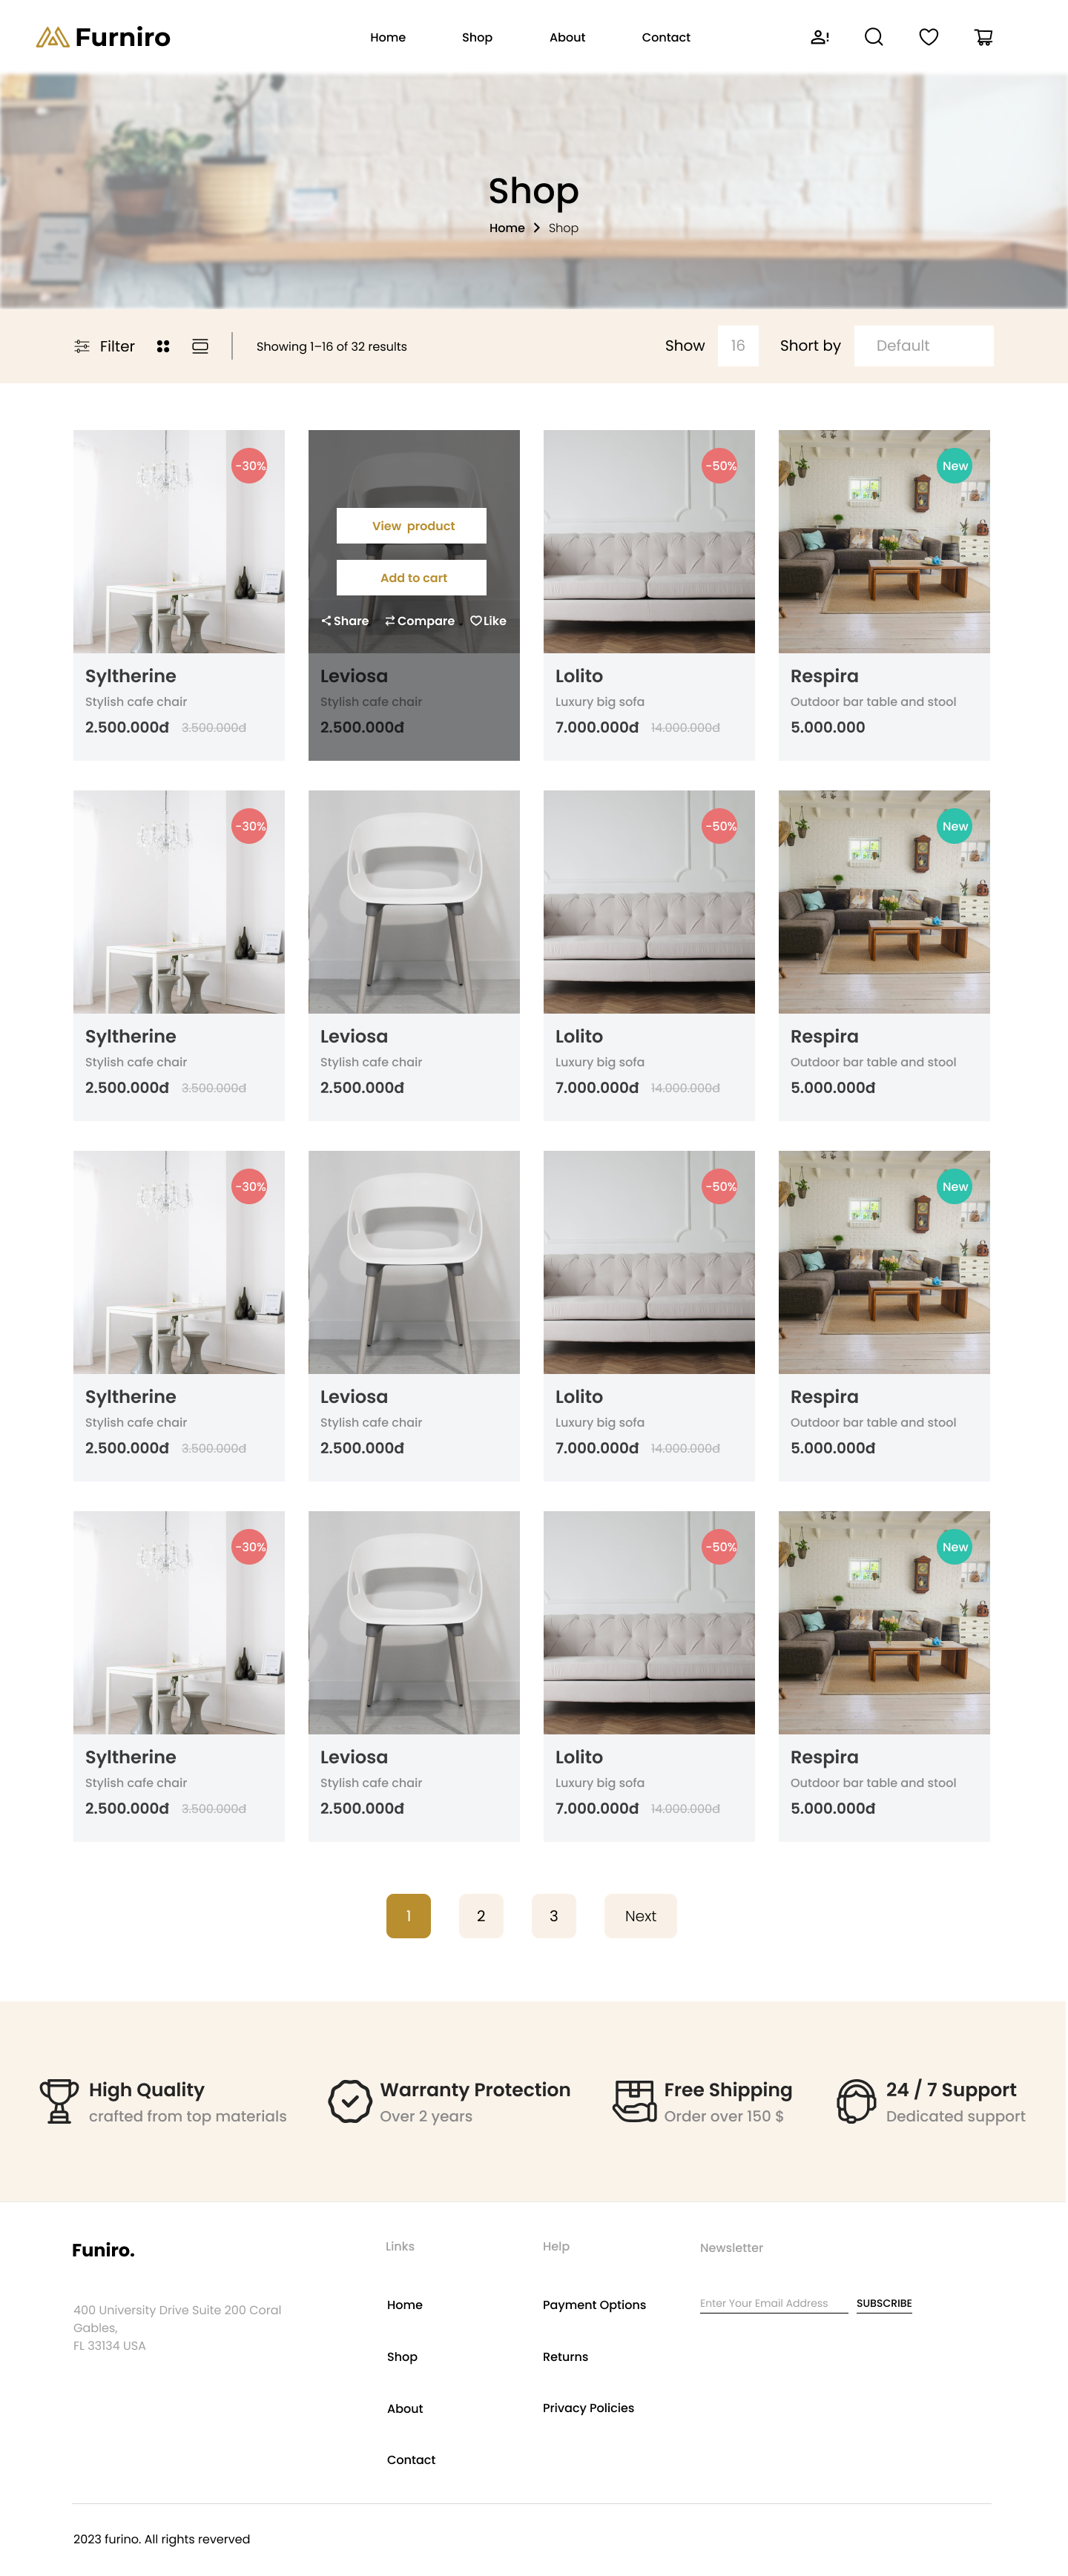 Furniro
Home Shop About Contact
Shop
Home Shop
Filter
Showing 1–16 of 32 results
Show 16 Short by Default
-30%
View product
Add to cart
Share Compare Like
-50%
New
Syltherine
Stylish cafe chair
2.500.000đ 3.500.000đ
Leviosa
Stylish cafe chair
2.500.000đ
Lolito
Luxury big sofa
7.000.000đ 14.000.000đ
Respira
Outdoor bar table and stool
5.000.000
-30%
-50%
New
Syltherine
Stylish cafe chair
2.500.000đ 3.500.000đ
Leviosa
Stylish cafe chair
2.500.000đ
Lolito
Luxury big sofa
7.000.000đ 14.000.000đ
Respira
Outdoor bar table and stool
5.000.000đ
-30%
-50%
New
Syltherine
Stylish cafe chair
2.500.000đ 3.500.000đ
Leviosa
Stylish cafe chair
2.500.000đ
Lolito
Luxury big sofa
7.000.000đ 14.000.000đ
Respira
Outdoor bar table and stool
5.000.000đ
-30%
-50%
New
Syltherine
Stylish cafe chair
2.500.000đ 3.500.000đ
Leviosa
Stylish cafe chair
2.500.000đ
Lolito
Luxury big sofa
7.000.000đ 14.000.000đ
Respira
Outdoor bar table and stool
5.000.000đ
1 2 3 Next
High Quality
crafted from top materials
Warranty Protection
Over 2 years
Free Shipping
Order over 150 $
24 / 7 Support
Dedicated support
Funiro.
400 University Drive Suite 200 Coral
Gables,
FL 33134 USA
Links
Home
Shop
About
Contact
Help
Payment Options
Returns
Privacy Policies
Newsletter
Enter Your Email Address SUBSCRIBE
2023 furino. All rights reverved